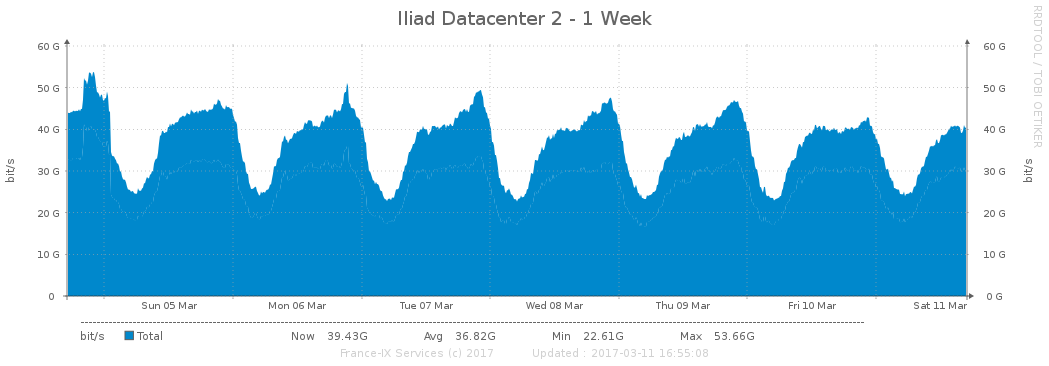 Iliad Datacenter 2 - 1 Week
RRDTOOL / TOBI OETIKER
60 G 60 G
50 G 50 G
40 G 40 G
30 G 30 G
20 G 20 G
10 G 10 G
0 0 G
bit/s bit/s
Sun 05 Mar Mon 06 Mar Tue 07 Mar Wed 08 Mar Thu 09 Mar Fri 10 Mar Sat 11 Mar
bit/s Total Now 39.43G Avg 36.82G Min 22.61G Max 53.66G
France-IX Services (c) 2017 Updated : 2017-03-11 16:55:08